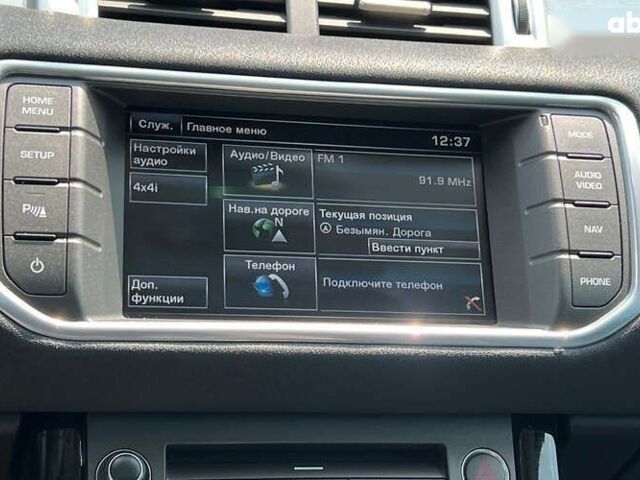 HOME
MENU
SETUP
P
Служ. Главное меню
12:37
Настройки
аудио
4x4i
Доп.
функции
Аудио/Видео
FM 1
91.9 MHz
Нав.на дороге
N
Текущая позиция
Безымян. Дорога
Ввести пункт
Телефон
Подключите телефон
MODE
AUDIO
VIDEO
NAV
PHONE